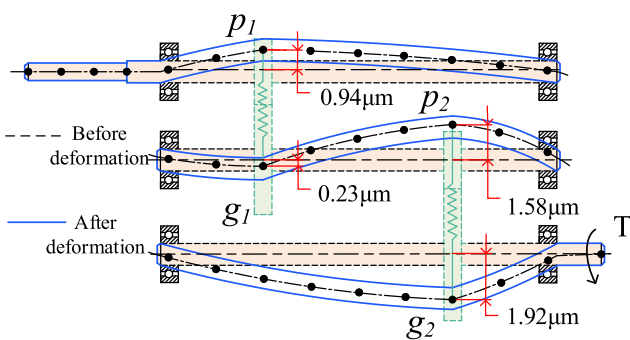 p₁
0.94μm
p₂
Before
deformation
0.23μm
1.58μm
g₁
After
deformation
T
1.92μm
g₂